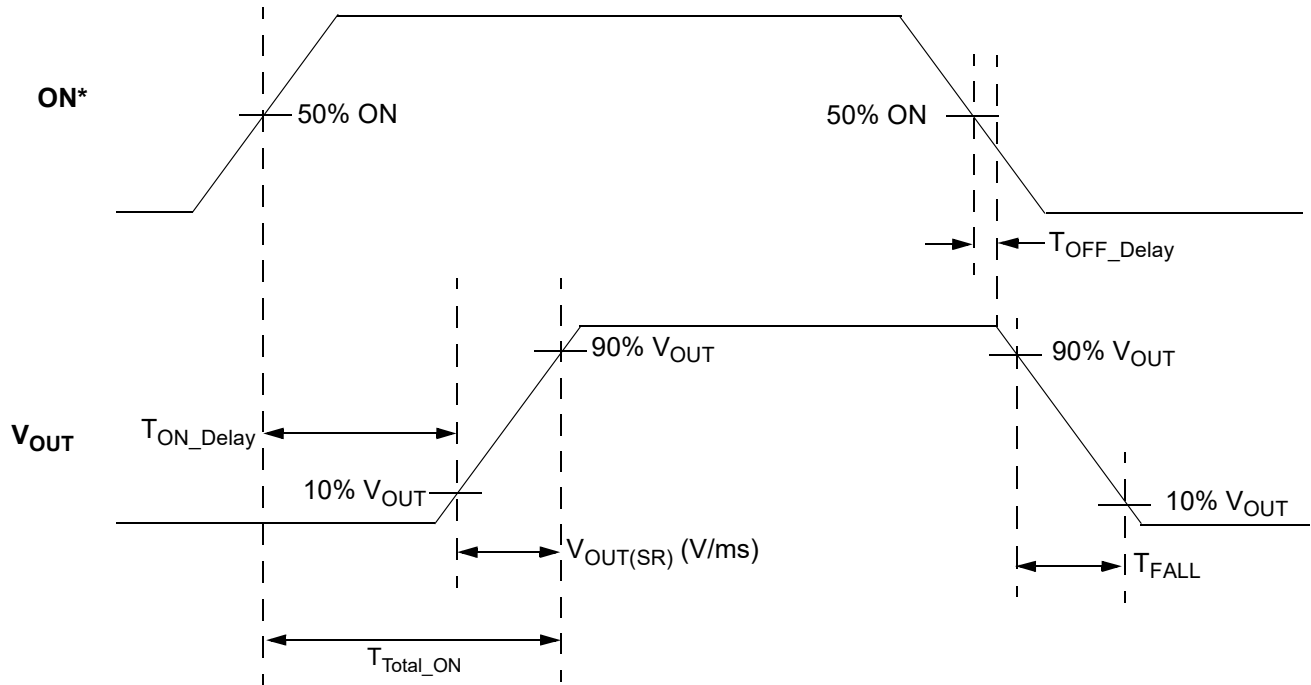 ON*
50% ON
50% ON
T_OFF_Delay
90% V_OUT
90% V_OUT
V_OUT
T_ON_Delay
10% V_OUT
10% V_OUT
V_OUT(SR) (V/ms)
T_FALL
T_Total_ON